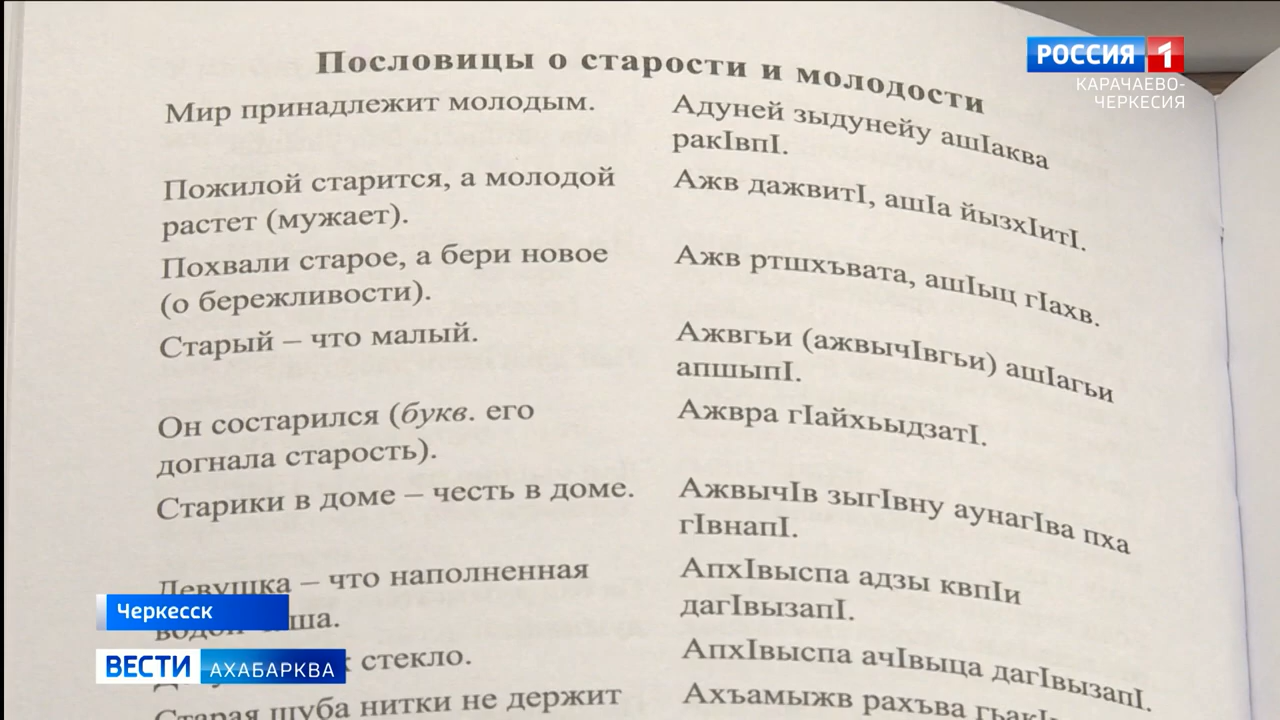 Пословицы о старости и молодости
Мир принадлежит молодым.
Адуней зыдунейу ашIаква
ракIвпI.
Пожилой старится, а молодой
растет (мужает).
Ажв дажвитI, ашIа йызхIитI.
Похвали старое, а бери новое
(о бережливости).
Ажв ртшхъвата, ашIыц гIахв.
Старый – что малый.
Ажвгьи (ажвычIвгьи) ашIагьи
апшыпI.
Он состарился (букв. его
догнала старость).
Ажвра гIайхьыдзатI.
Старики в доме – честь в доме.
АжвычIв зыгIвну аунагIва пха
гIвнапI.
Девушка – что наполненная
АпхIвыспа адзы квпIи
дагIвызапI.
стекло.
АпхIвыспа ачIвыца дагIвызапI.
Старая шуба нитки не держит
Ахъамыжв рахъва
РОССИЯ 1
КАРАЧАЕВО-
ЧЕРКЕСИЯ
Черкесск
ВЕСТИ АХАБАРКВА